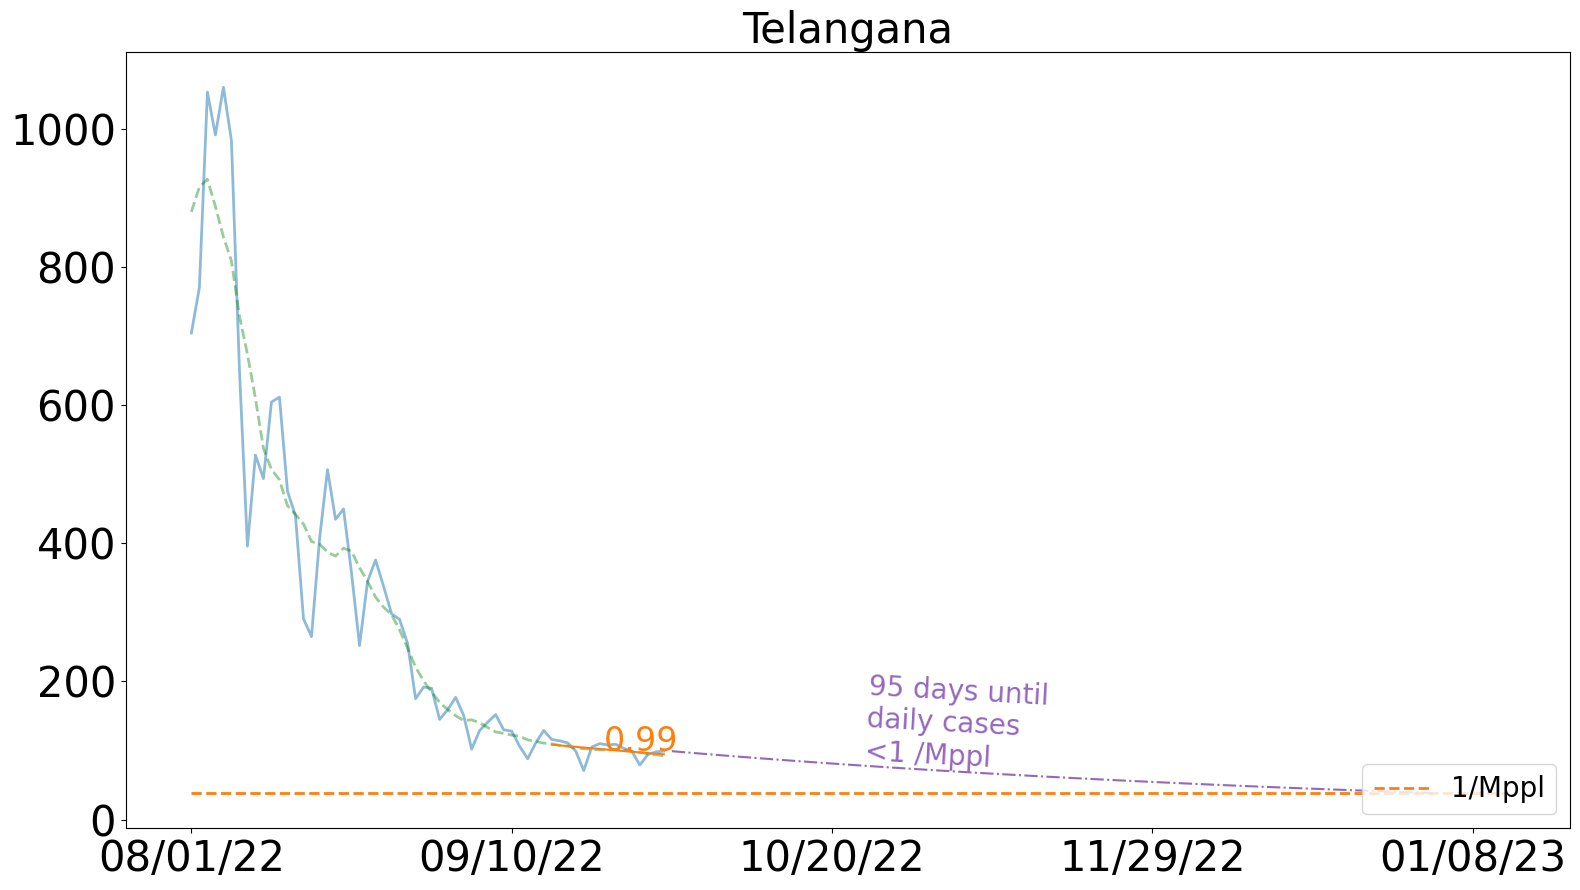 Telangana
1000
800
600
400
200
0
95 days until
daily cases
<1 /Mppl
0.99
1/Mppl
08/01/22
09/10/22
10/20/22
11/29/22
01/08/23